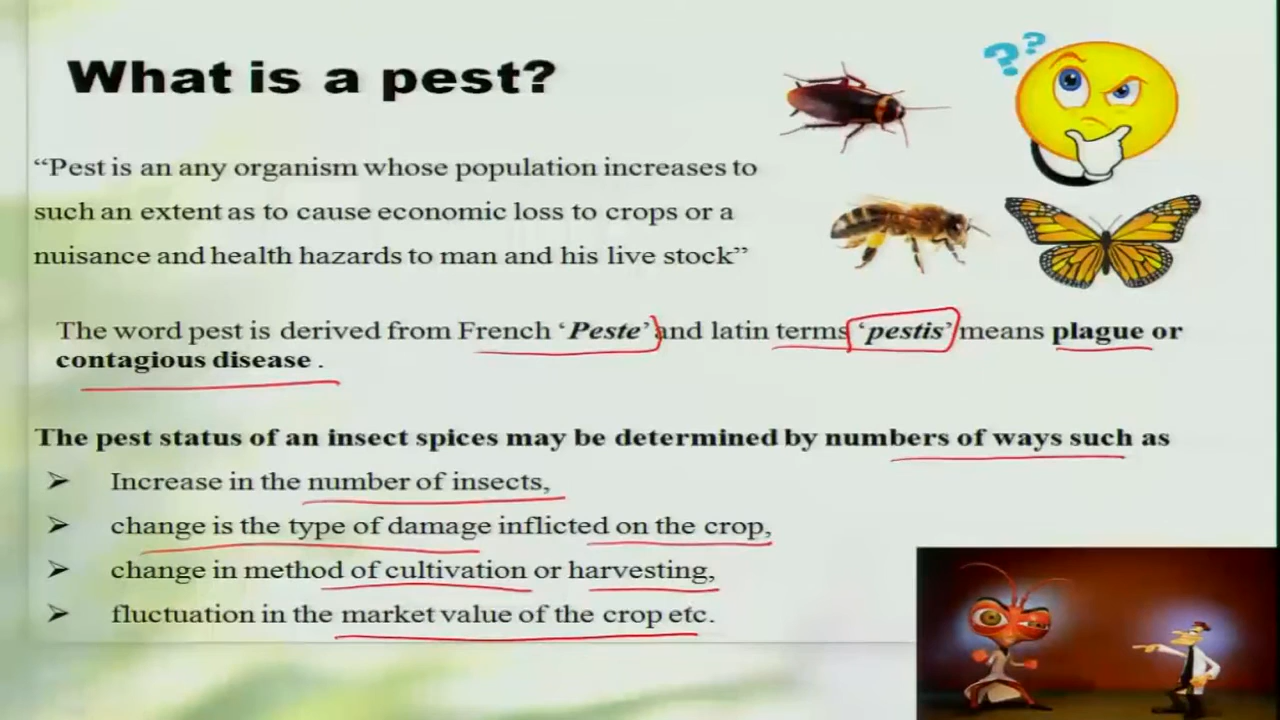 What is a pest?
??
“Pest is an any organism whose population increases to
such an extent as to cause economic loss to crops or a
nuisance and health hazards to man and his live stock”
The word pest is derived from French ‘Peste’ and latin terms ‘pestis’ means plague or
contagious disease .
The pest status of an insect spices may be determined by numbers of ways such as
➢ Increase in the number of insects,
➢ change is the type of damage inflicted on the crop,
➢ change in method of cultivation or harvesting,
➢ fluctuation in the market value of the crop etc.